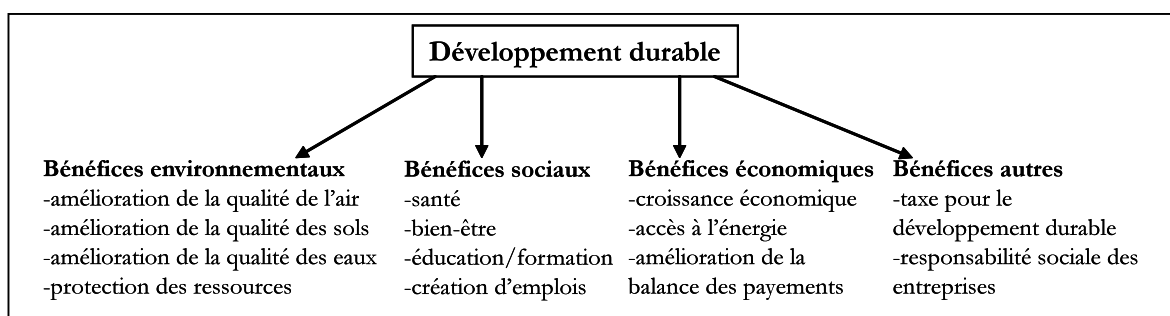 Développement durable
Bénéfices environnementaux
-amélioration de la qualité de l'air
-amélioration de la qualité des sols
-amélioration de la qualité des eaux
-protection des ressources
Bénéfices sociaux
-santé
-bien-être
-éducation/formation
-création d'emplois
Bénéfices économiques
-croissance économique
-accès à l'énergie
-amélioration de la
balance des payements
Bénéfices autres
-taxe pour le
développement durable
-responsabilité sociale des
entreprises